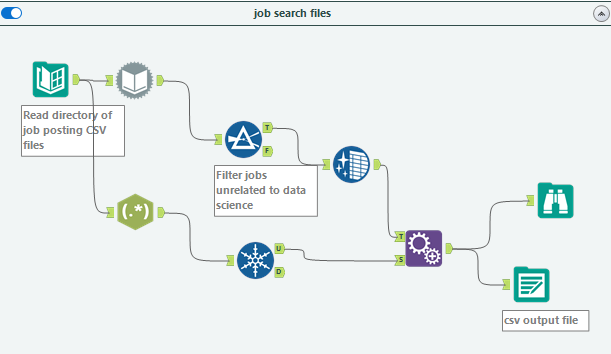 job search files
Read directory of
job posting CSV
files
T
F
Filter jobs
unrelated to data
science
(.*)
U
D
T
S
csv output file